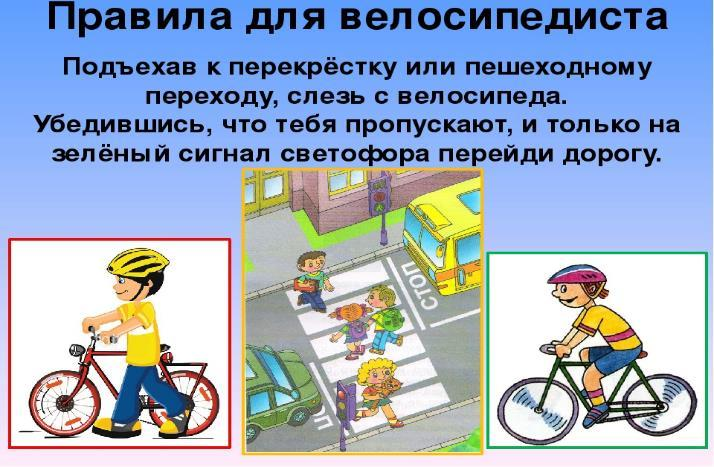 Правила для велосипедиста
Подъехав к перекрёстку или пешеходному
переходу, слезь с велосипеда.
Убедившись, что тебя пропускают, и только на
зелёный сигнал светофора перейди дорогу.
СТОП